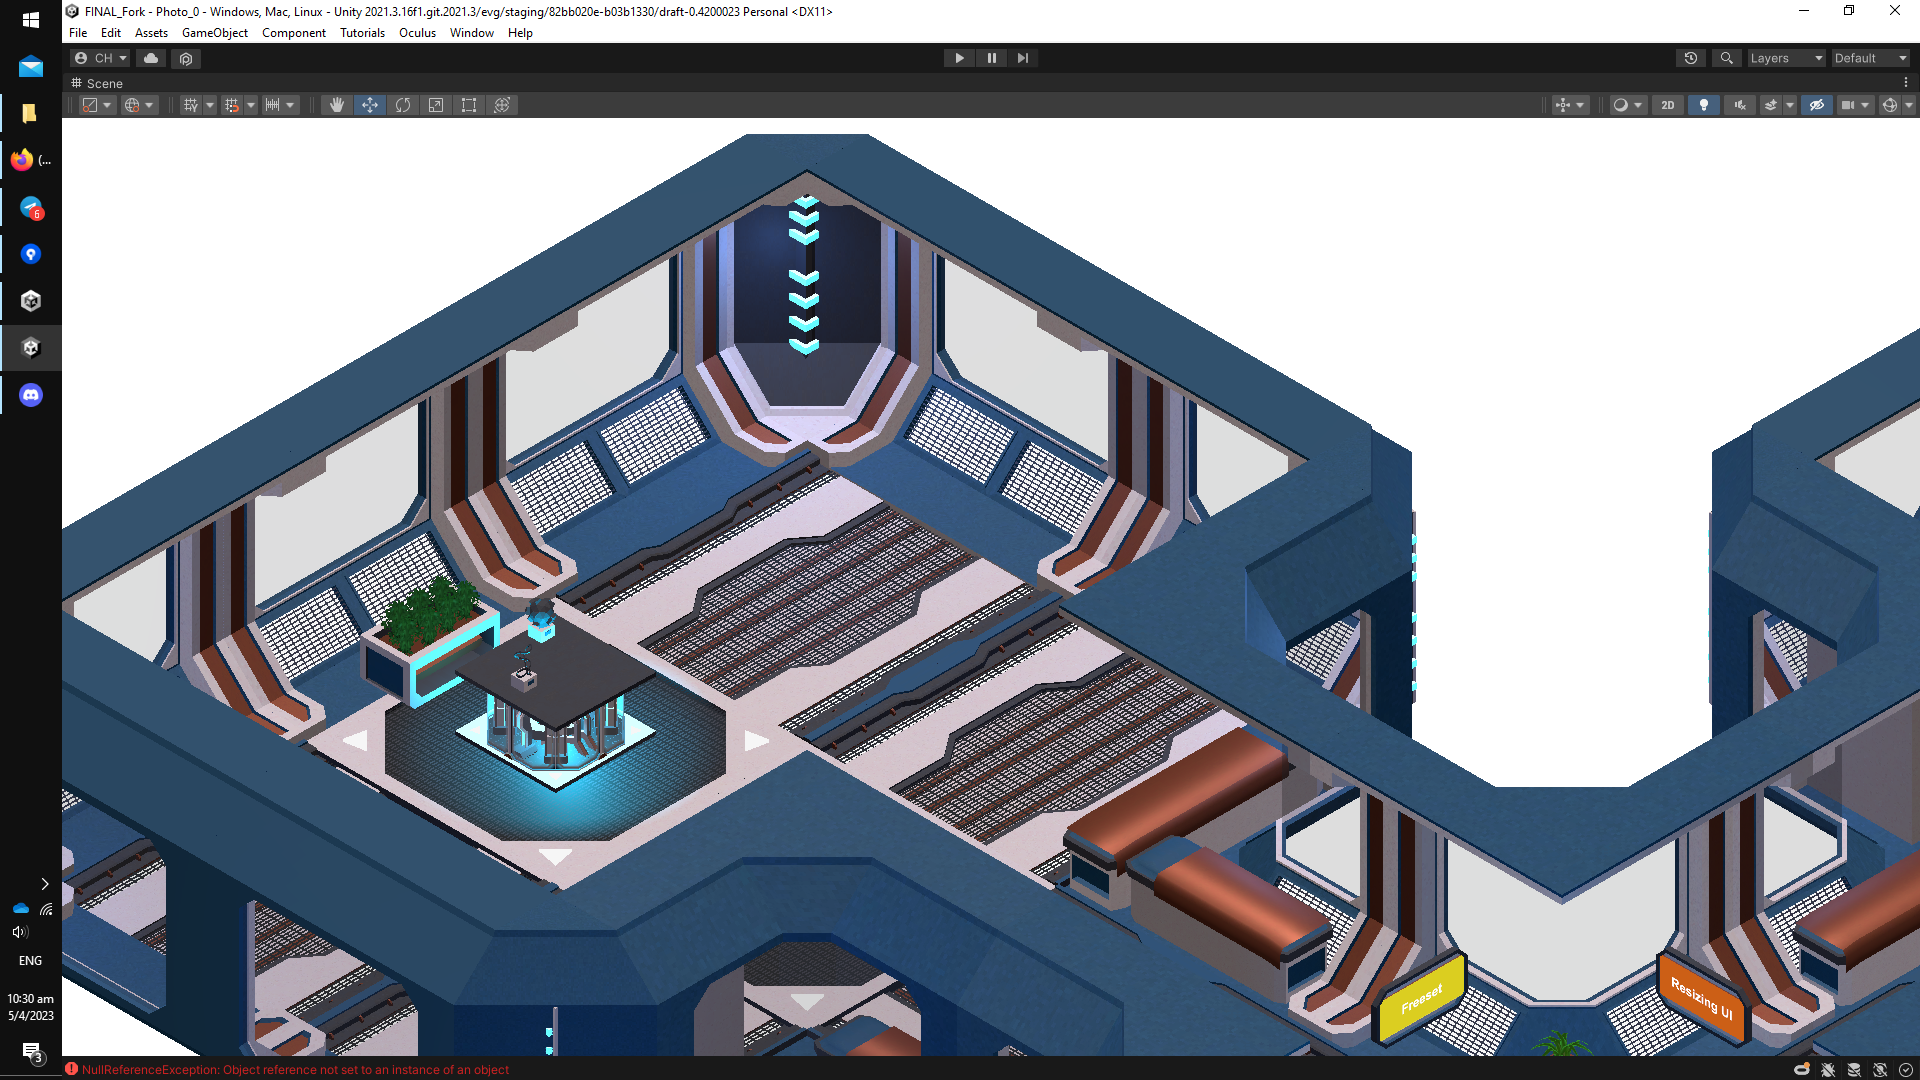 FINAL_Fork - Photo_0 - Windows, Mac, Linux - Unity 2021.3.16f1.git.2021.3/evg/staging/82bb020e-b03b1330/draft-0.4200023 Personal <DX11>
File Edit Assets GameObject Component Tutorials Oculus Window Help
CH
Layers
Default
Scene
2D
(...
6
Freeset
Resizing UI
ENG
10:30 am
5/4/2023
3
NullReferenceException: Object reference not set to an instance of an object